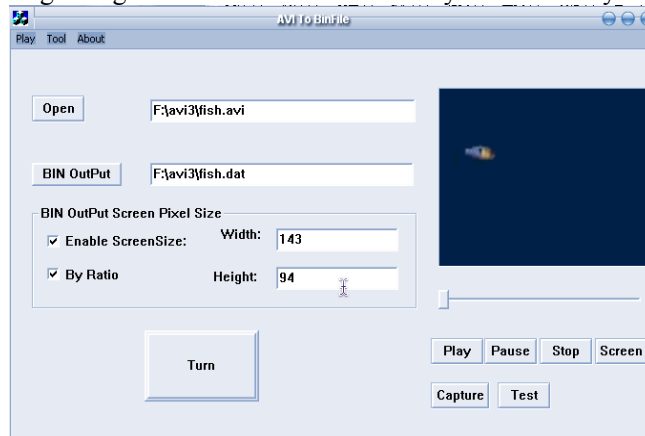 AVI To BinFile
Play Tool About
Open
F:\avi3\fish.avi
BIN OutPut
F:\avi3\fish.dat
BIN OutPut Screen Pixel Size
Enable ScreenSize:
Width:
143
By Ratio
Height:
94
Turn
Play Pause Stop Screen
Capture Test